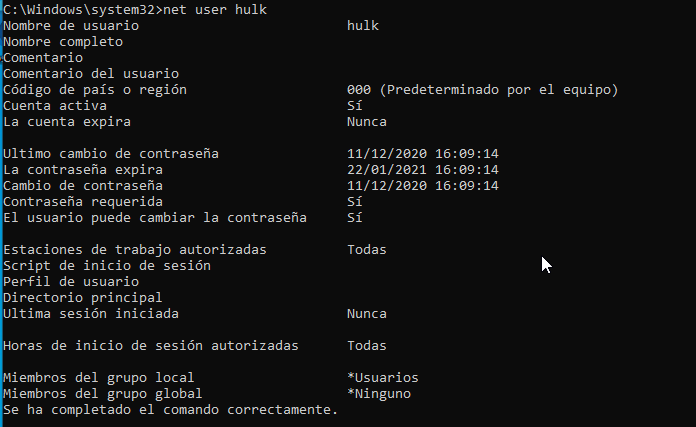 C:\Windows\system32>net user hulk
Nombre de usuario hulk
Nombre completo
Comentario
Comentario del usuario
Código de país o región 000 (Predeterminado por el equipo)
Cuenta activa Sí
La cuenta expira Nunca
Ultimo cambio de contraseña 11/12/2020 16:09:14
La contraseña expira 22/01/2021 16:09:14
Cambio de contraseña 11/12/2020 16:09:14
Contraseña requerida Sí
El usuario puede cambiar la contraseña Sí
Estaciones de trabajo autorizadas Todas
Script de inicio de sesión
Perfil de usuario
Directorio principal
Ultima sesión iniciada Nunca
Horas de inicio de sesión autorizadas Todas
Miembros del grupo local *Usuarios
Miembros del grupo global *Ninguno
Se ha completado el comando correctamente.